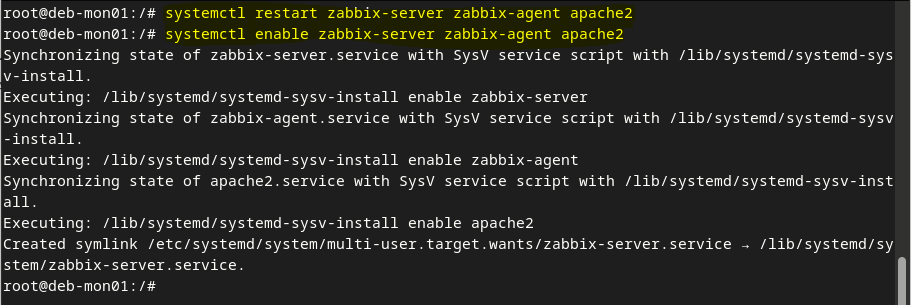 root@deb-mon01:/# systemctl restart zabbix-server zabbix-agent apache2
root@deb-mon01:/# systemctl enable zabbix-server zabbix-agent apache2
Synchronizing state of zabbix-server.service with SysV service script with /lib/systemd/systemd-sys
v-install.
Executing: /lib/systemd/systemd-sysv-install enable zabbix-server
Synchronizing state of zabbix-agent.service with SysV service script with /lib/systemd/systemd-sysv
-install.
Executing: /lib/systemd/systemd-sysv-install enable zabbix-agent
Synchronizing state of apache2.service with SysV service script with /lib/systemd/systemd-sysv-inst
all.
Executing: /lib/systemd/systemd-sysv-install enable apache2
Created symlink /etc/systemd/system/multi-user.target.wants/zabbix-server.service → /lib/systemd/sy
stem/zabbix-server.service.
root@deb-mon01:/#